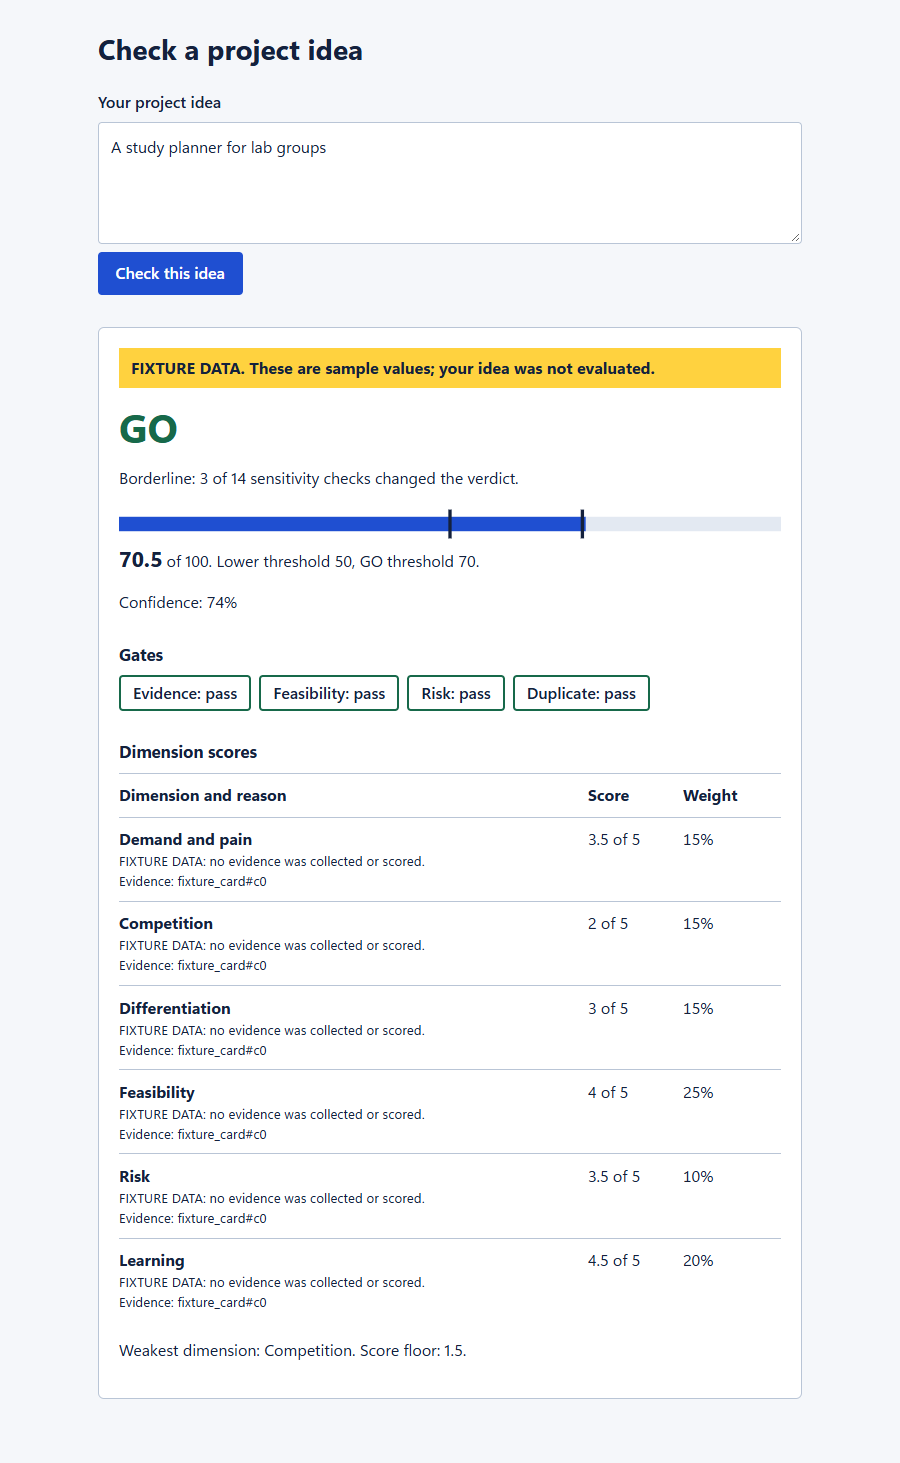 Check a project idea
Your project idea
A study planner for lab groups
Check this idea
FIXTURE DATA. These are sample values; your idea was not evaluated.
GO
Borderline: 3 of 14 sensitivity checks changed the verdict.
70.5 of 100. Lower threshold 50, GO threshold 70.
Confidence: 74%
Gates
Evidence: pass Feasibility: pass Risk: pass Duplicate: pass
Dimension scores
Dimension and reason Score Weight
Demand and pain 3.5 of 5 15%
FIXTURE DATA: no evidence was collected or scored.
Evidence: fixture_card#c0
Competition 2 of 5 15%
FIXTURE DATA: no evidence was collected or scored.
Evidence: fixture_card#c0
Differentiation 3 of 5 15%
FIXTURE DATA: no evidence was collected or scored.
Evidence: fixture_card#c0
Feasibility 4 of 5 25%
FIXTURE DATA: no evidence was collected or scored.
Evidence: fixture_card#c0
Risk 3.5 of 5 10%
FIXTURE DATA: no evidence was collected or scored.
Evidence: fixture_card#c0
Learning 4.5 of 5 20%
FIXTURE DATA: no evidence was collected or scored.
Evidence: fixture_card#c0
Weakest dimension: Competition. Score floor: 1.5.